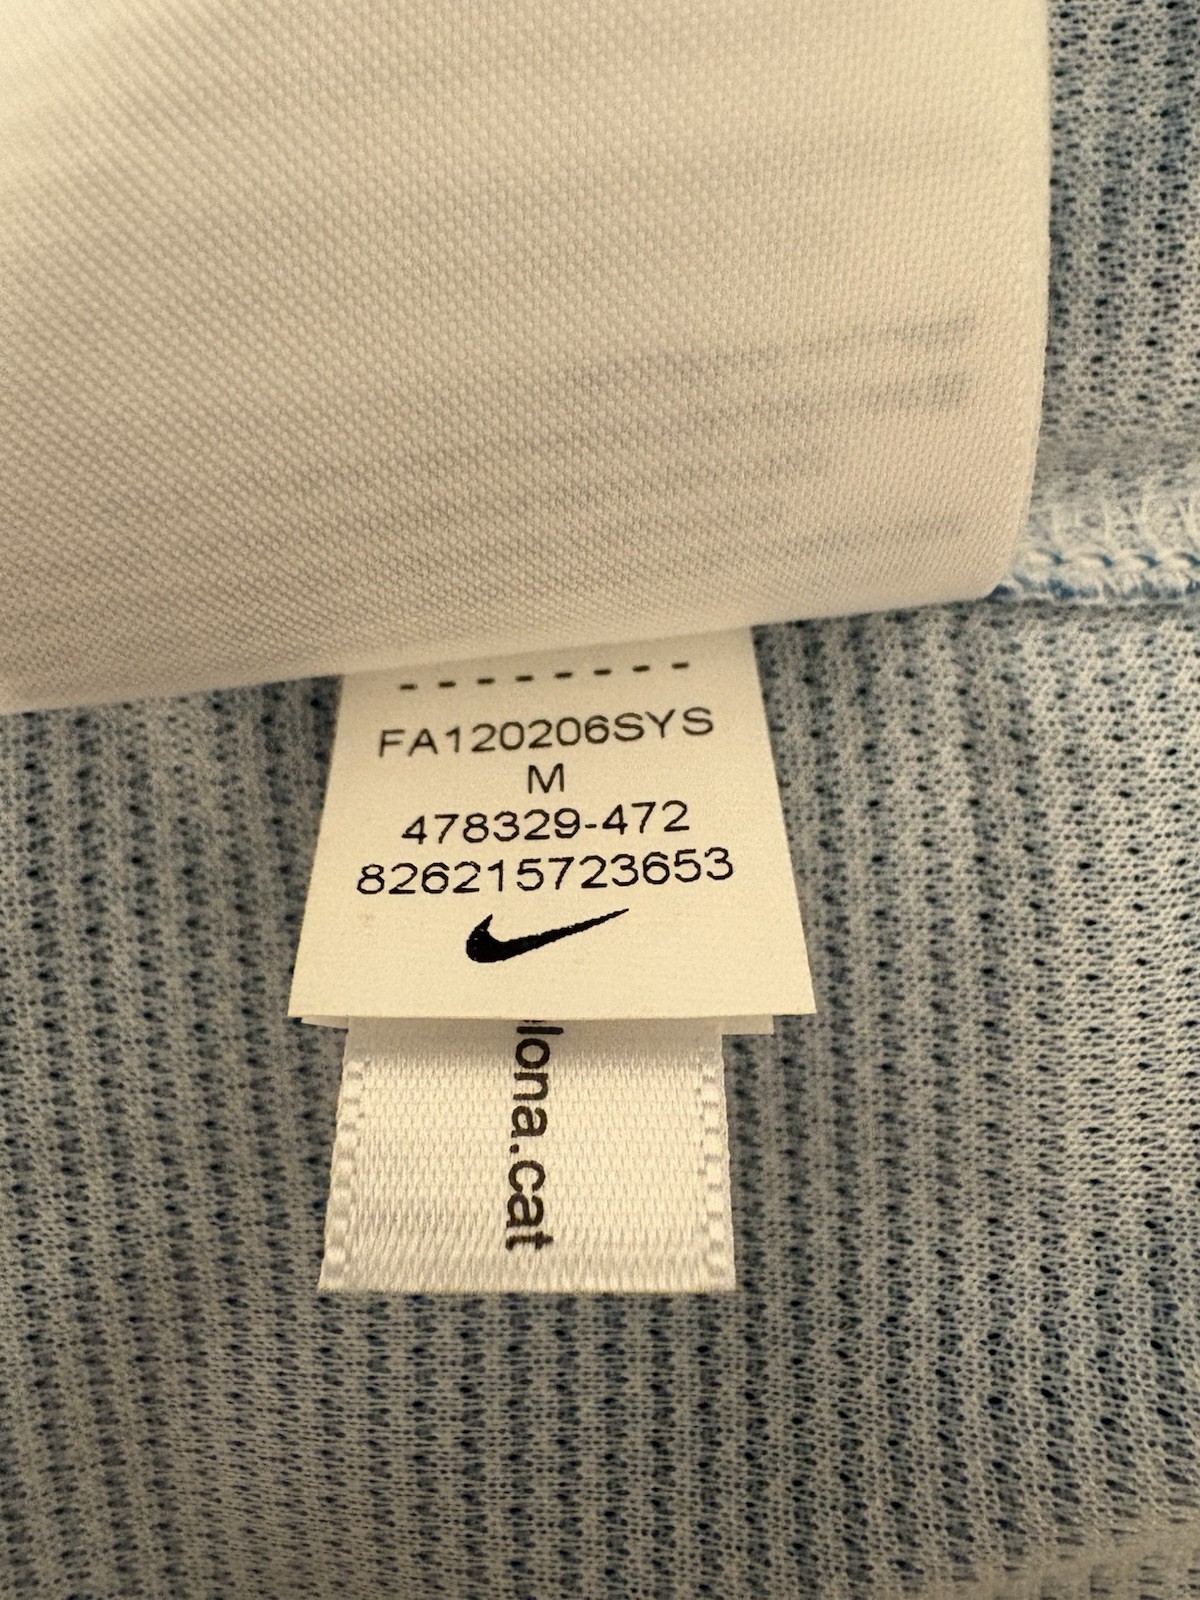 --------
FA120206SYS
M
478329-472
826215723653
lona.cat